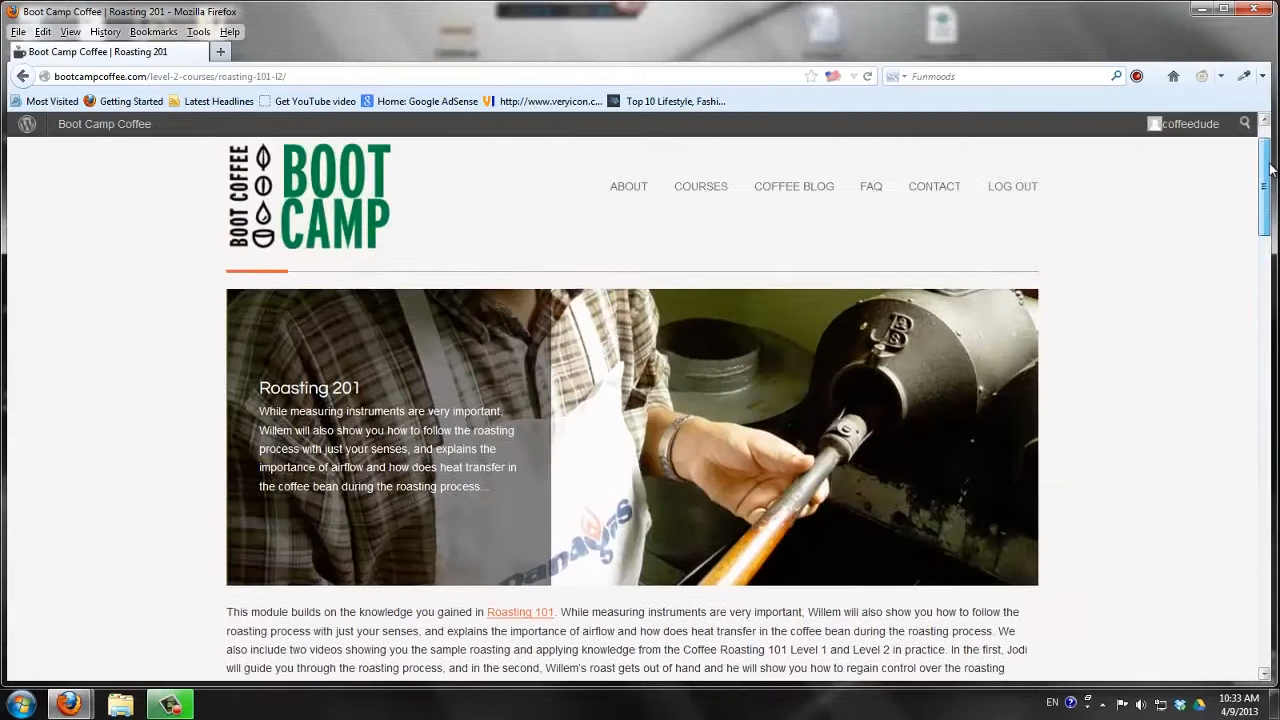 Boot Camp Coffee | Roasting 201 - Mozilla Firefox
File Edit View History Bookmarks Tools Help
Boot Camp Coffee | Roasting 201
bootcampcoffee.com/level-2-courses/roasting-101-l2/
Funmoods
Most Visited Getting Started Latest Headlines Get YouTube video Home: Google AdSense http://www.veryicon.c... Top 10 Lifestyle, Fashi...
Boot Camp Coffee coffeedude
BOOT COFFEE
BOOT
CAMP
ABOUT COURSES COFFEE BLOG FAQ CONTACT LOG OUT
Roasting 201
While measuring instruments are very important,
Willem will also show you how to follow the roasting
process with just your senses, and explains the
importance of airflow and how does heat transfer in
the coffee bean during the roasting process...
This module builds on the knowledge you gained in Roasting 101. While measuring instruments are very important, Willem will also show you how to follow the
roasting process with just your senses, and explains the importance of airflow and how does heat transfer in the coffee bean during the roasting process. We
also include two videos showing you the sample roasting and applying knowledge from the Coffee Roasting 101 Level 1 and Level 2 in practice. In the first, Jodi
will guide you through the roasting process, and in the second, Willem's roast gets out of hand and he will show you how to regain control over the roasting
EN
10:33 AM
4/9/2013